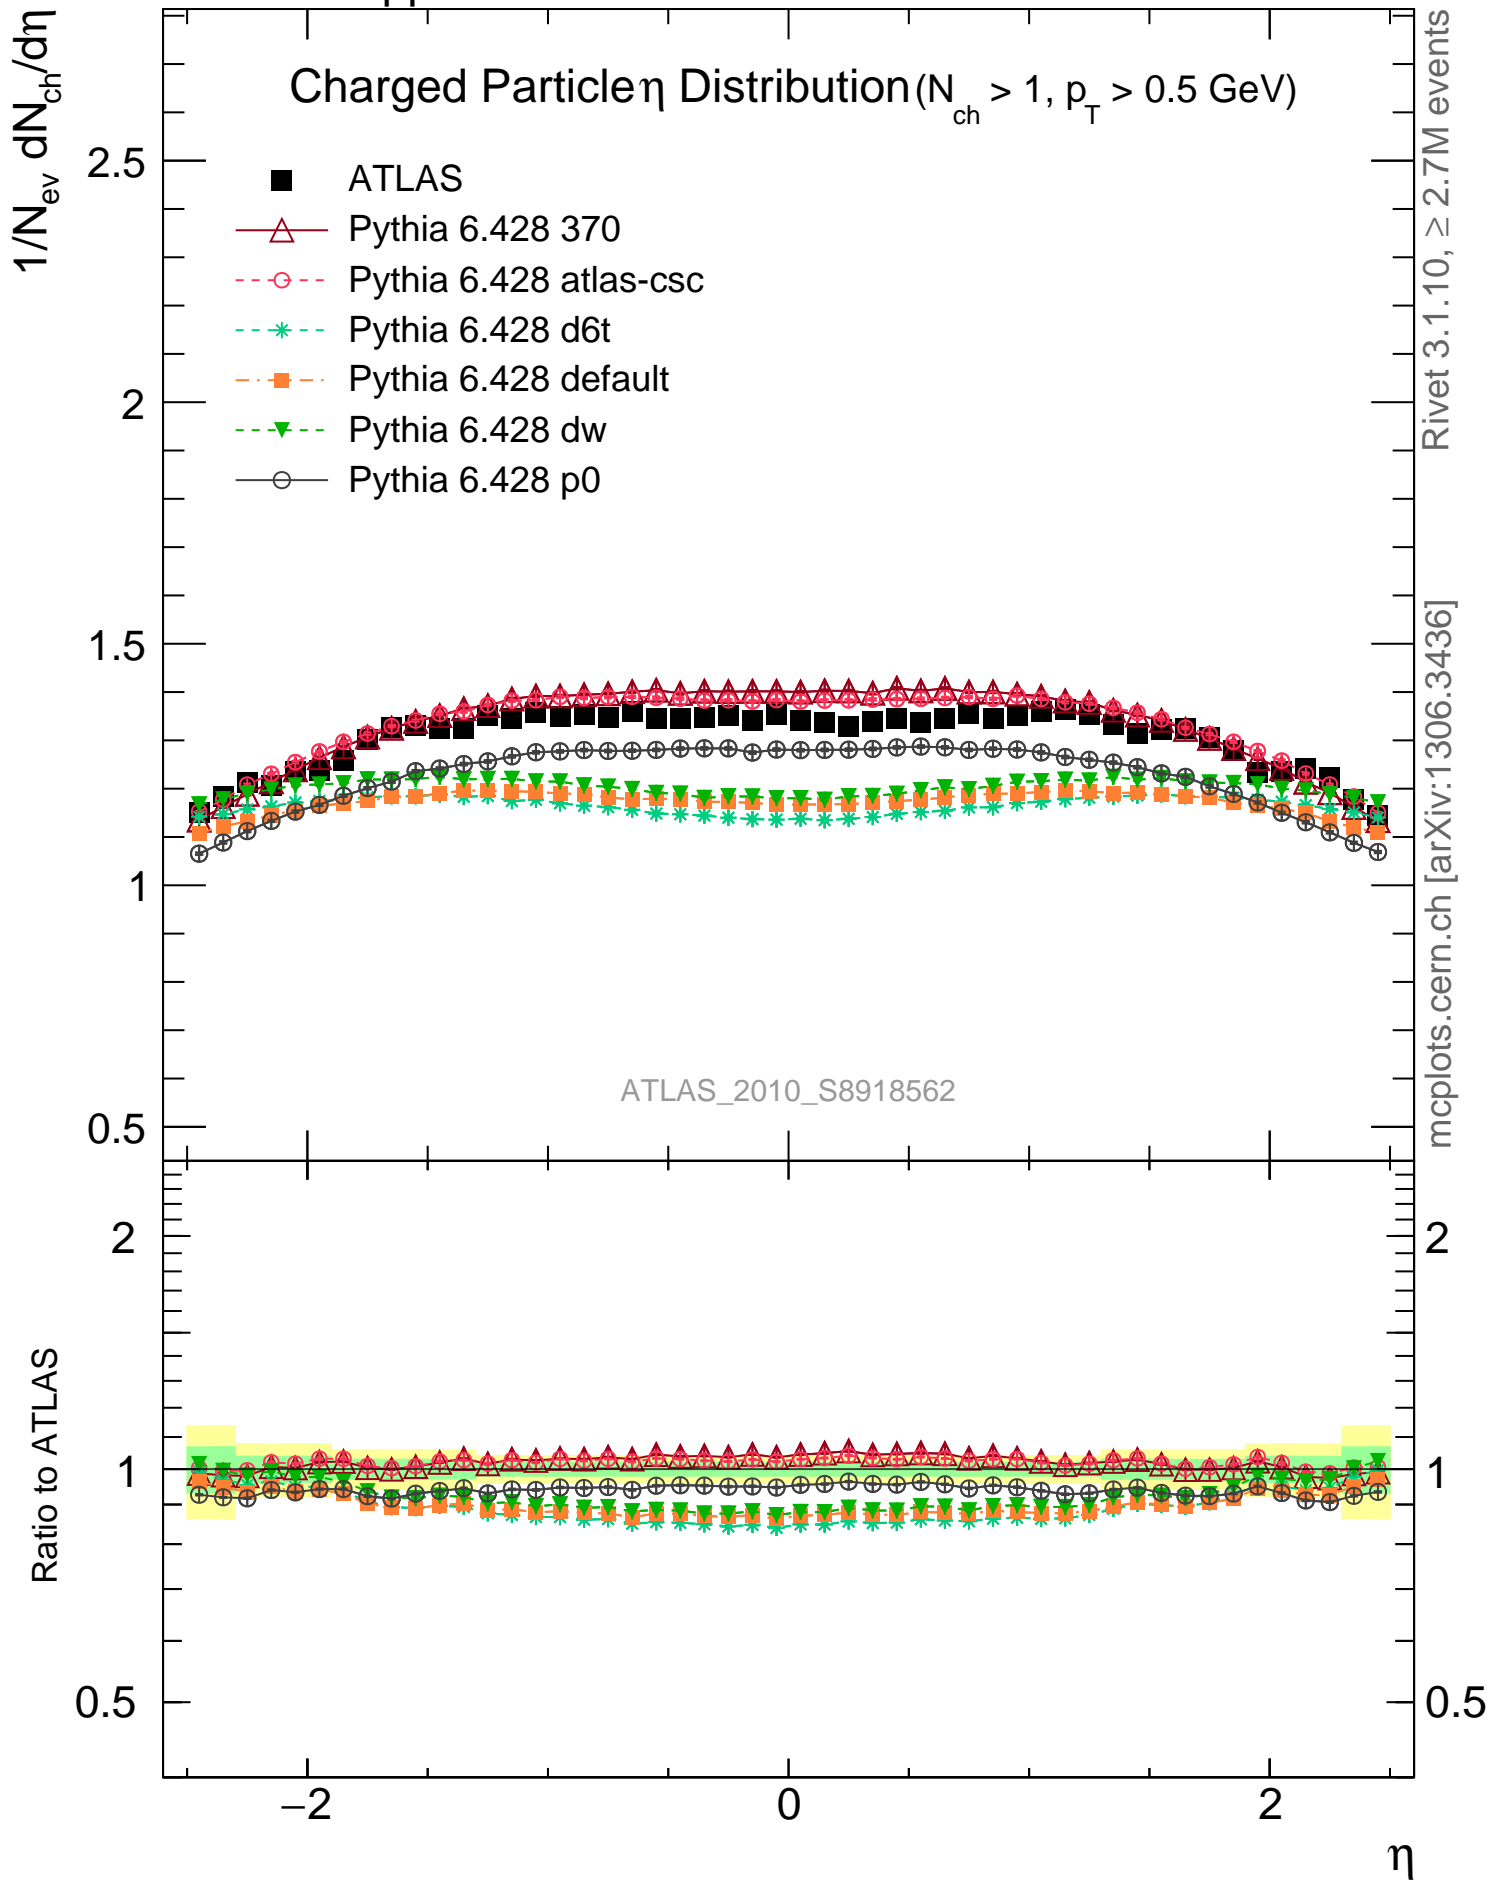 pp
1/N_ev dN_ch/dη
Charged Particle η Distribution (N_ch > 1, p_T > 0.5 GeV)
ATLAS
Pythia 6.428 370
Pythia 6.428 atlas-csc
Pythia 6.428 d6t
Pythia 6.428 default
Pythia 6.428 dw
Pythia 6.428 p0
2.5
2
1.5
1
0.5
ATLAS_2010_S8918562
Rivet 3.1.10, ≥ 2.7M events
mcplots.cern.ch [arXiv:1306.3436]
Ratio to ATLAS
2
1
0.5
2
1
0.5
−2
0
2
η